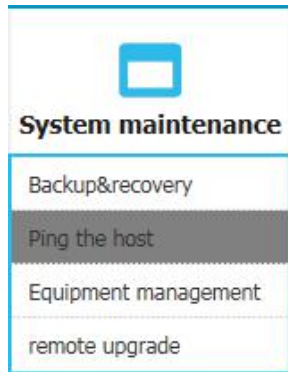 System maintenance
Backup&recovery
Ping the host
Equipment management
remote upgrade